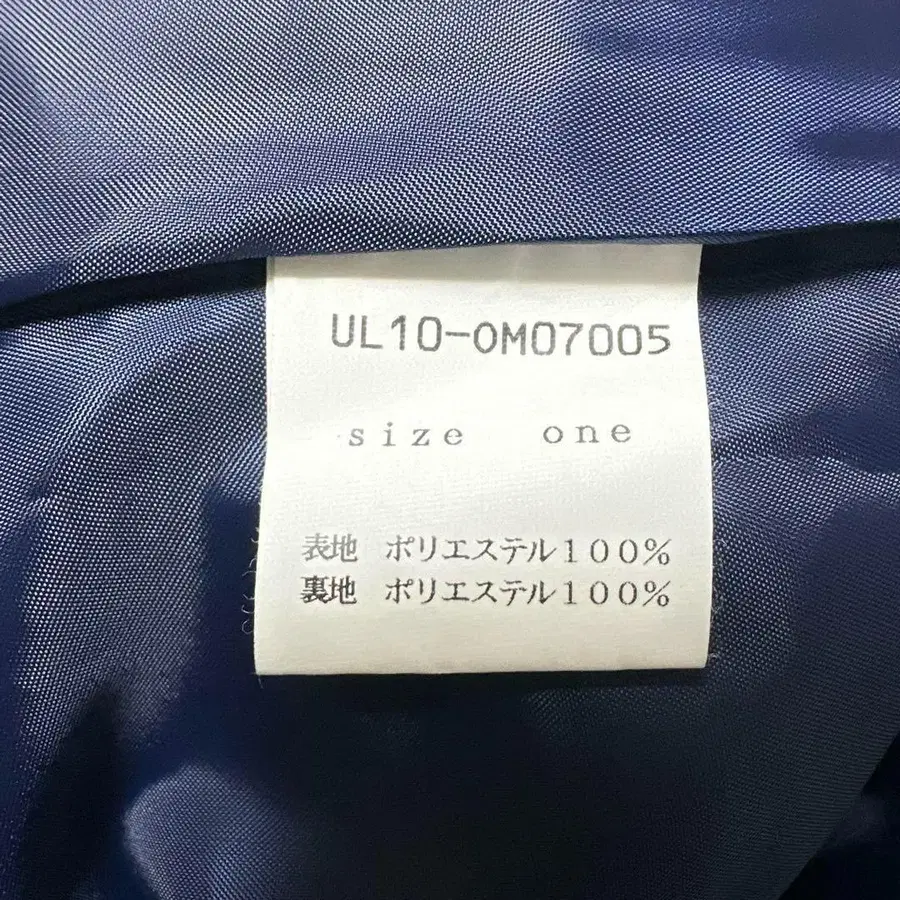 UL10-0M07005
size one
表地 ポリエステル100%
裏地 ポリエステル100%